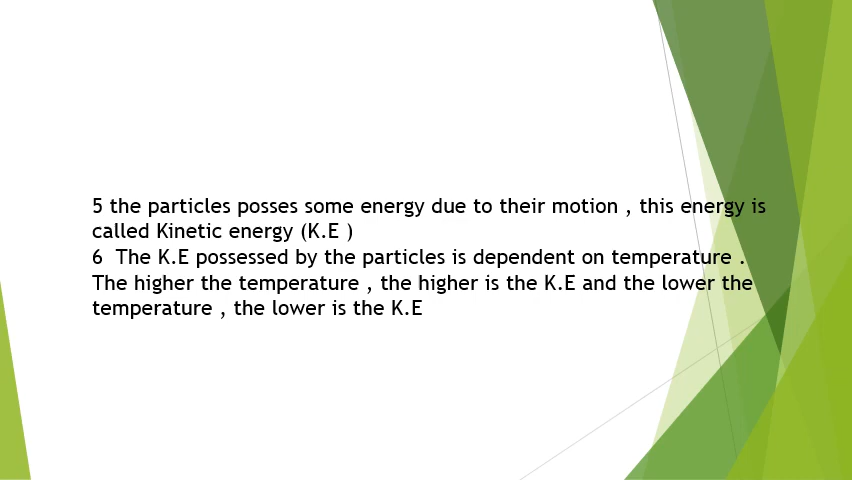 5 the particles posses some energy due to their motion , this energy is
called Kinetic energy (K.E )
6  The K.E possessed by the particles is dependent on temperature .
The higher the temperature , the higher is the K.E and the lower the
temperature , the lower is the K.E